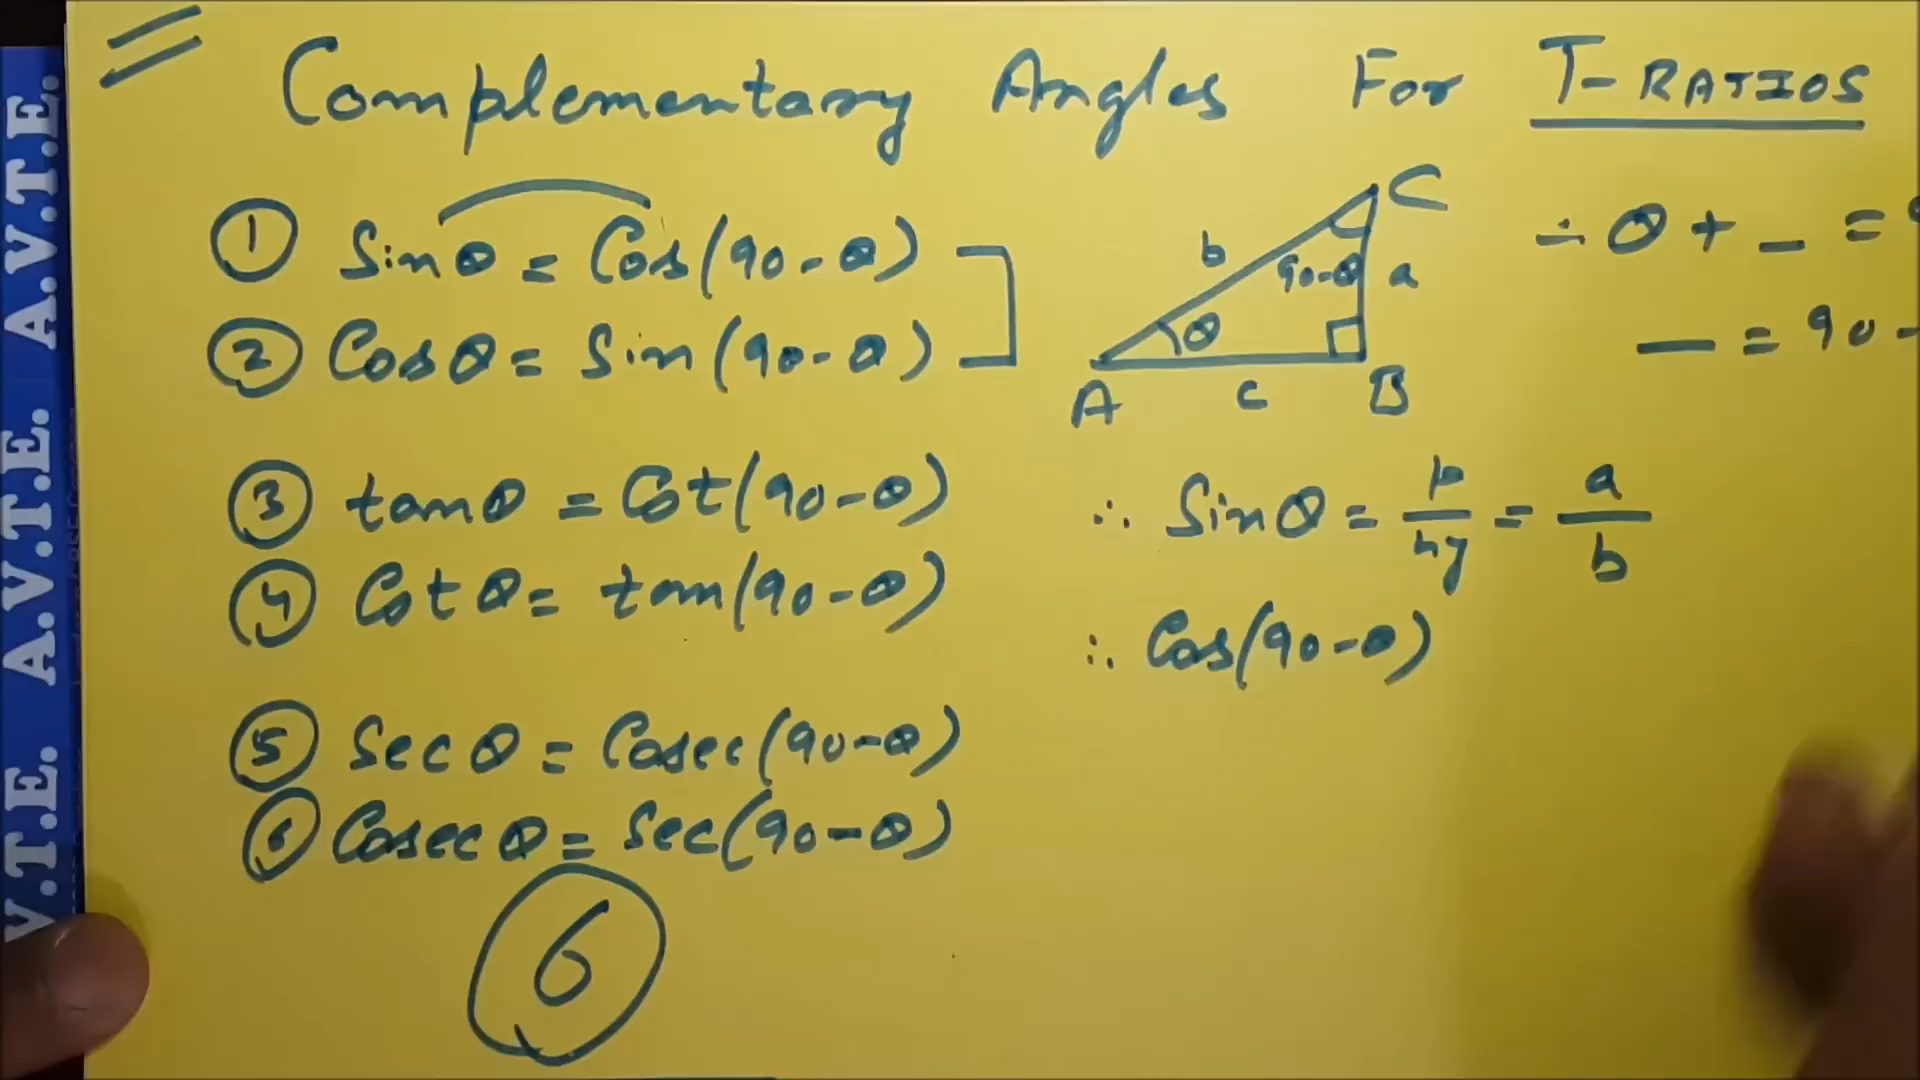 Complementary Angles For T-RATIOS
① Sinθ = Cos(90-θ)
② Cosθ = Sin(90-θ)
③ tanθ = Cot(90-θ)
④ Cotθ = tan(90-θ)
⑤ Secθ = Cosec(90-θ)
⑥ Cosecθ = Sec(90-θ)
6
C
b
90-θ
a
θ
A
c
B
∴ θ + _ =
_ = 90-
∴ Sinθ = p/hy = a/b
∴ Cos(90-θ)
A.V.T.E.
A.V.T.E.
A.V.T.E.
V.T.E.